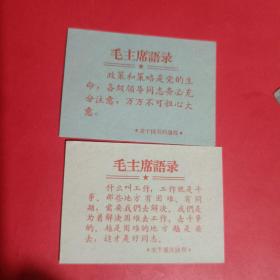 毛主席語录
政策和策略是党的生
命，各级领导同志务必充
分注意，万万不可粗心大
意。
毛主席語录
什么叫工作，工作就是斗
争。那些地方有困难、有问
题，需要我们去解决。我们是
为着解决困难去工作、去斗争
的。越是困难的地方越是要
去，这才是好同志。